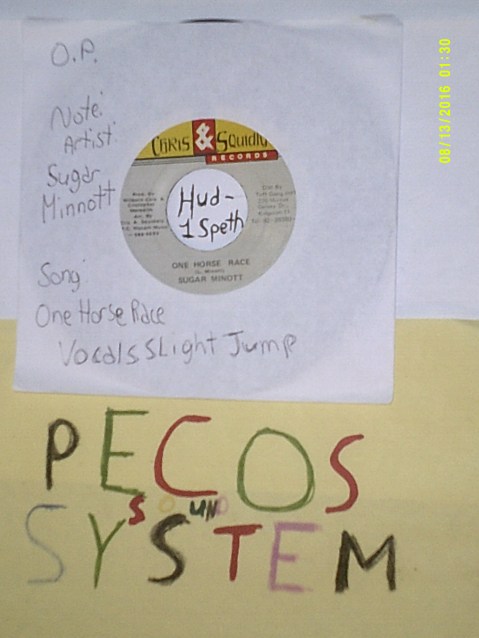 O.P.
Note:
Artist:
Sugar
Minnott
Song:
One Horse Race
Vocals SLight Jump
CHRIS & SQUIDLY
RECORDS
Hud-
1 Speth
ONE HORSE RACE
SUGAR MINOTT
PECOS
SOUND
SYSTEM
08/13/2016 01:30